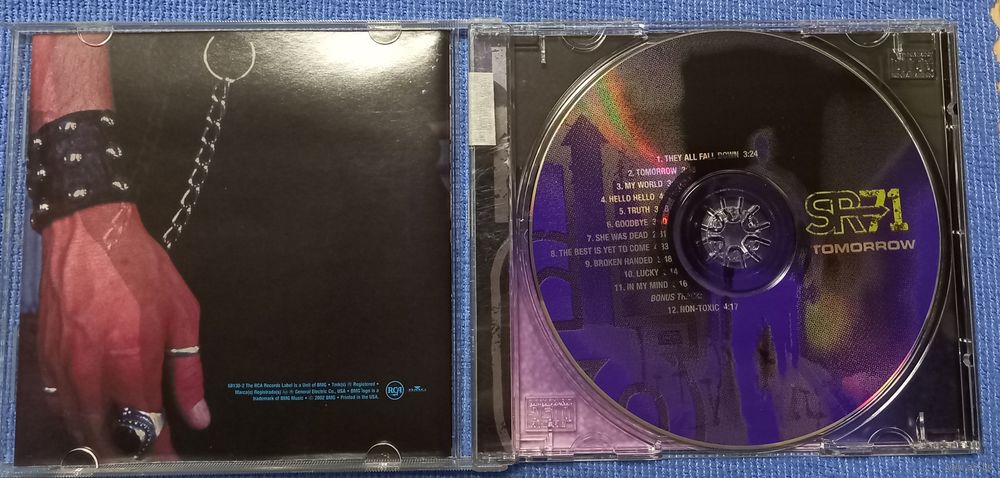 68130-2 The RCA Records Label is a Unit of BMG • Tmk(s) ® Registered •
Marca(s) Registrada(s) ® General Electric Co., USA • BMG logo is a
trademark of BMG Music • © 2002 BMG • Printed in the USA.
RCA
BMG
1. THEY ALL FALL DOWN 3:24
2. TOMORROW
3. MY WORLD
4. HELLO HELLO
5. TRUTH
6. GOODBYE
7. SHE WAS DEAD
8. THE BEST IS YET TO COME
9. BROKEN HANDED
10. LUCKY
11. IN MY MIND
BONUS TRACK
12. NON-TOXIC 4:17
SR-71
TOMORROW